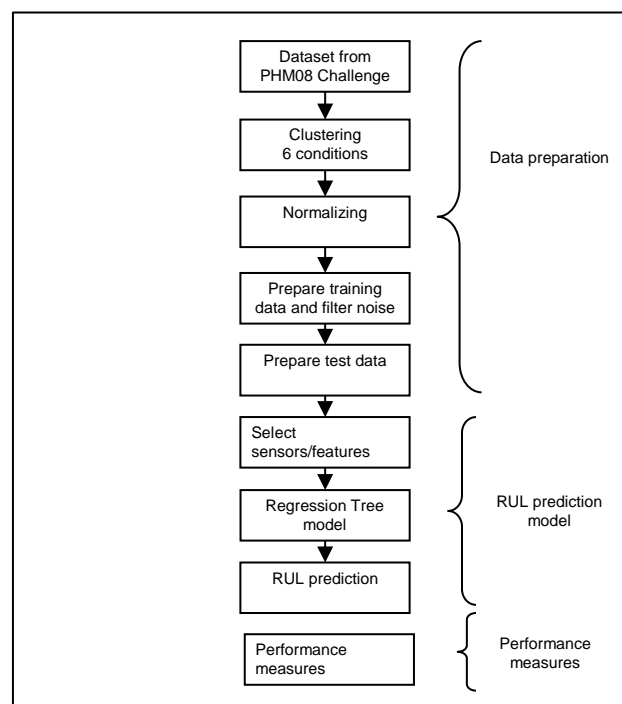 Dataset from
PHM08 Challenge
Clustering
6 conditions
Normalizing
Prepare training
data and filter noise
Prepare test data
Data preparation
Select
sensors/features
Regression Tree
model
RUL prediction
RUL prediction
model
Performance
measures
Performance
measures